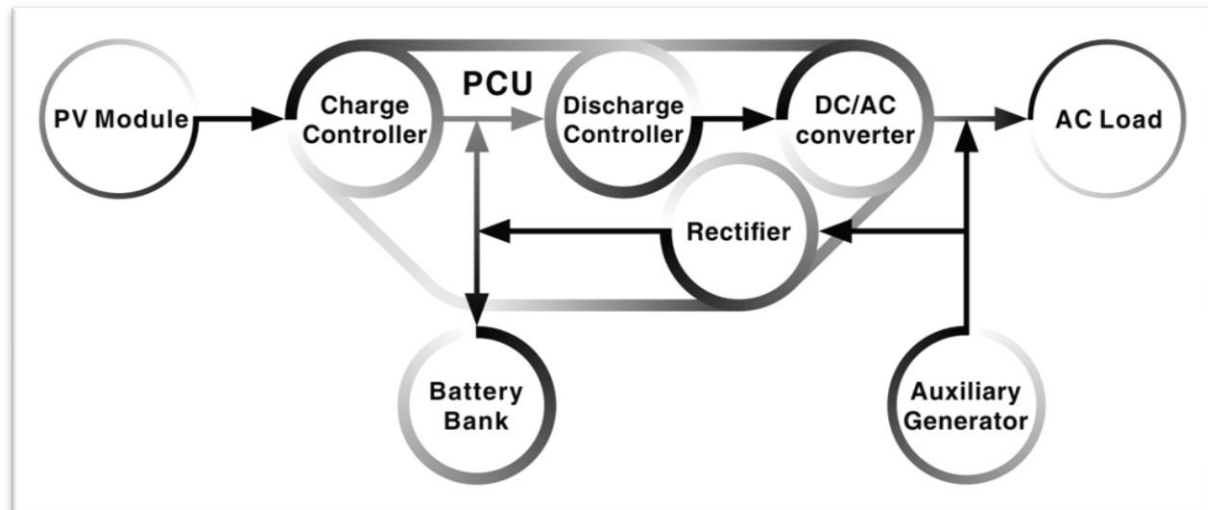 PV Module
Charge
Controller
PCU
Discharge
Controller
DC/AC
converter
AC Load
Rectifier
Battery
Bank
Auxiliary
Generator